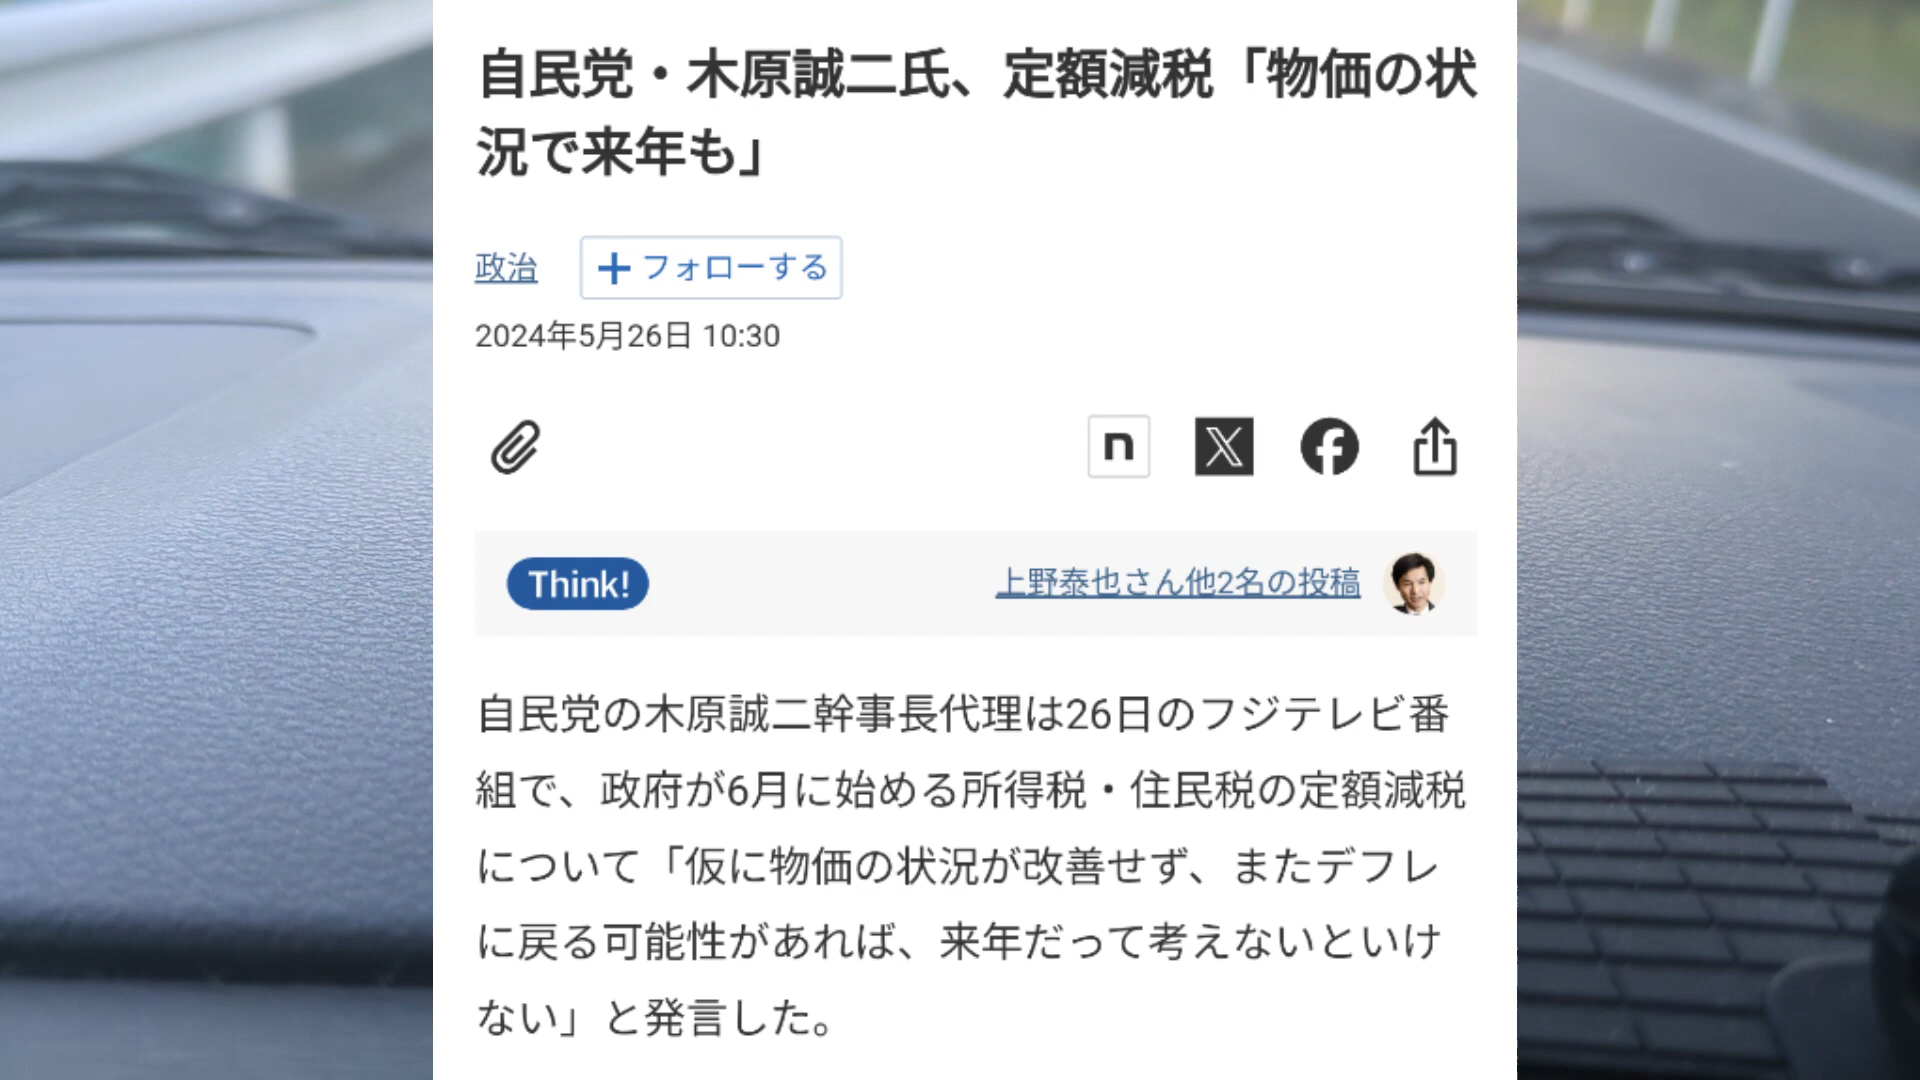 自民党・木原誠二氏、定額減税「物価の状
況で来年も」
政治
+フォローする
2024年5月26日 10:30
n
X
f
Think!
上野泰也さん他2名の投稿
自民党の木原誠二幹事長代理は26日のフジテレビ番
組で、政府が6月に始める所得税・住民税の定額減税
について「仮に物価の状況が改善せず、またデフレ
に戻る可能性があれば、来年だって考えないといけ
ない」と発言した。